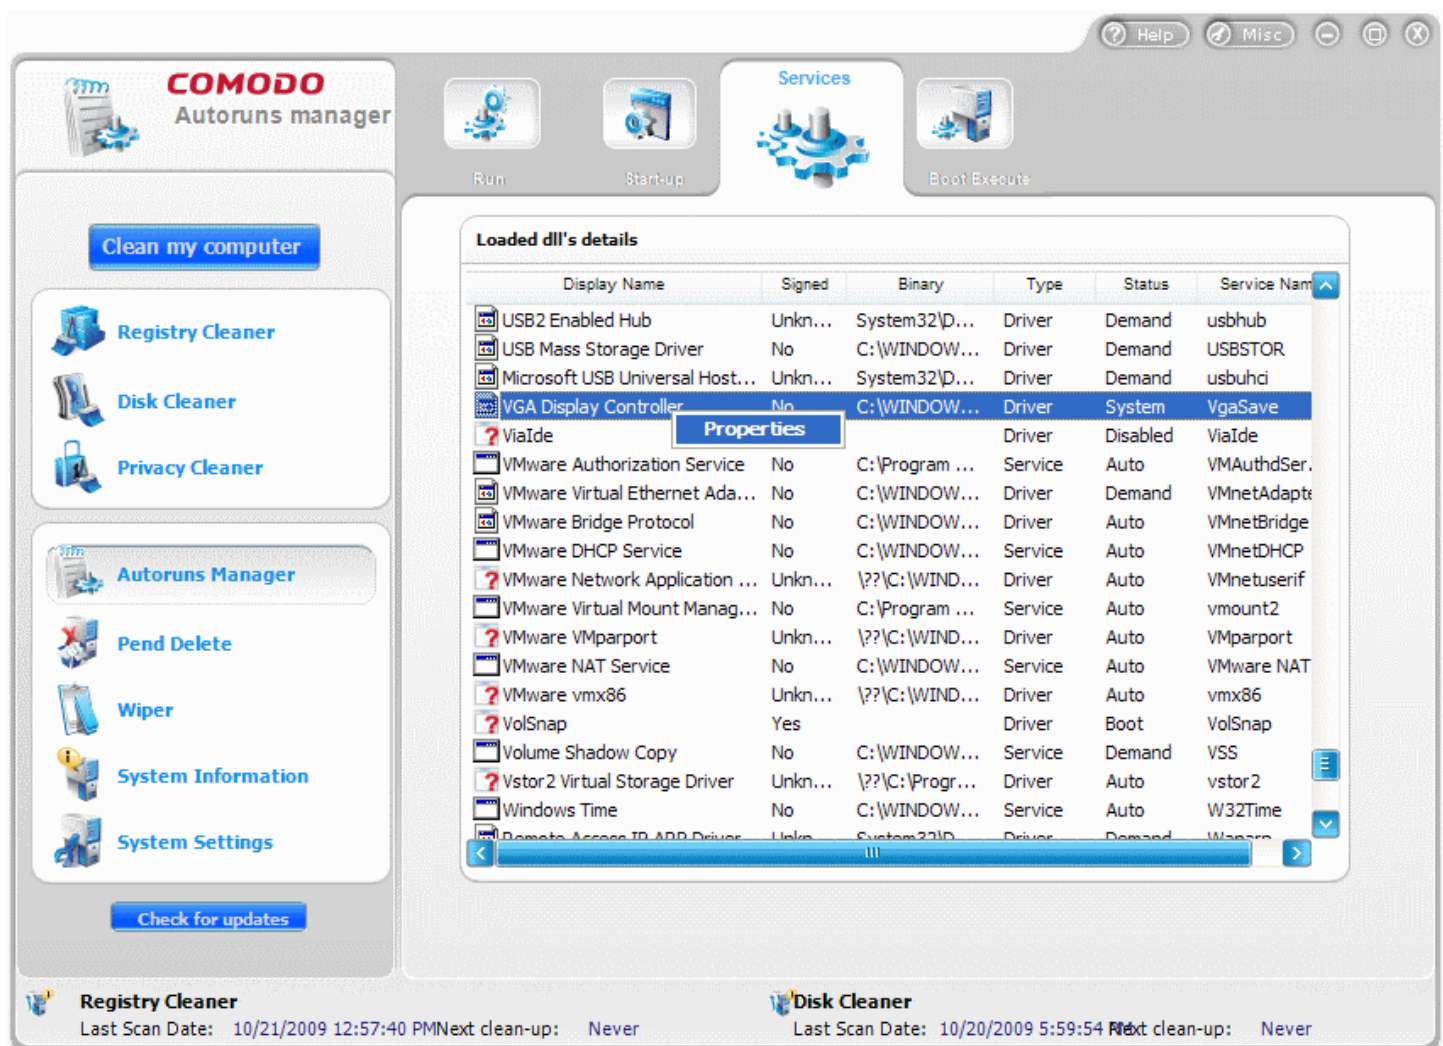 Help Misc
COMODO
Autoruns manager
Run
Start-up
Services
Boot Execute
Clean my computer
Registry Cleaner
Disk Cleaner
Privacy Cleaner
Autoruns Manager
Pend Delete
Wiper
System Information
System Settings
Check for updates
Loaded dll's details
Display Name Signed Binary Type Status Service Nam
USB2 Enabled Hub Unkn... System32\D... Driver Demand usbhub
USB Mass Storage Driver No C:\WINDOW... Driver Demand USBSTOR
Microsoft USB Universal Host... Unkn... System32\D... Driver Demand usbuhci
VGA Display Controller No C:\WINDOW... Driver System VgaSave
Properties
ViaIde Driver Disabled ViaIde
VMware Authorization Service No C:\Program ... Service Auto VMAuthdSer.
VMware Virtual Ethernet Ada... No C:\WINDOW... Driver Demand VMnetAdapte
VMware Bridge Protocol No C:\WINDOW... Driver Auto VMnetBridge
VMware DHCP Service No C:\WINDOW... Service Auto VMnetDHCP
VMware Network Application ... Unkn... \??\C:\WIND... Driver Auto VMnetuserif
VMware Virtual Mount Manag... No C:\Program ... Service Auto vmount2
VMware VMparport Unkn... \??\C:\WIND... Driver Auto VMparport
VMware NAT Service No C:\WINDOW... Service Auto VMware NAT
VMware vmx86 Unkn... \??\C:\WIND... Driver Auto vmx86
VolSnap Yes Driver Boot VolSnap
Volume Shadow Copy No C:\WINDOW... Service Demand VSS
Vstor2 Virtual Storage Driver Unkn... \??\C:\Progr... Driver Auto vstor2
Windows Time No C:\WINDOW... Service Auto W32Time
Remote Access IP ARP Driver Unkn... System32\D... Driver Demand Wanarp
Registry Cleaner
Last Scan Date: 10/21/2009 12:57:40 PM Next clean-up: Never
Disk Cleaner
Last Scan Date: 10/20/2009 5:59:54 Next clean-up: Never